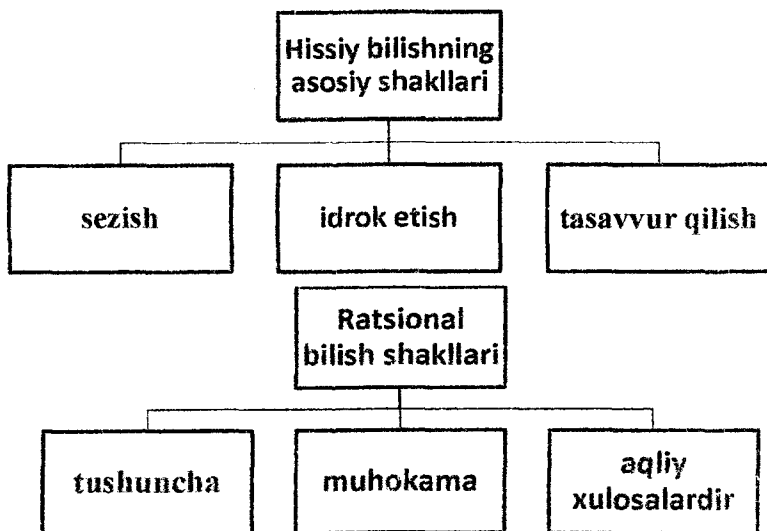 Hissiy bilishning
asosiy shakllari
sezish
idrok etish
tasavvur qilish
Ratsional
bilish shakllari
tushuncha
muhokama
aqliy
xulosalardir